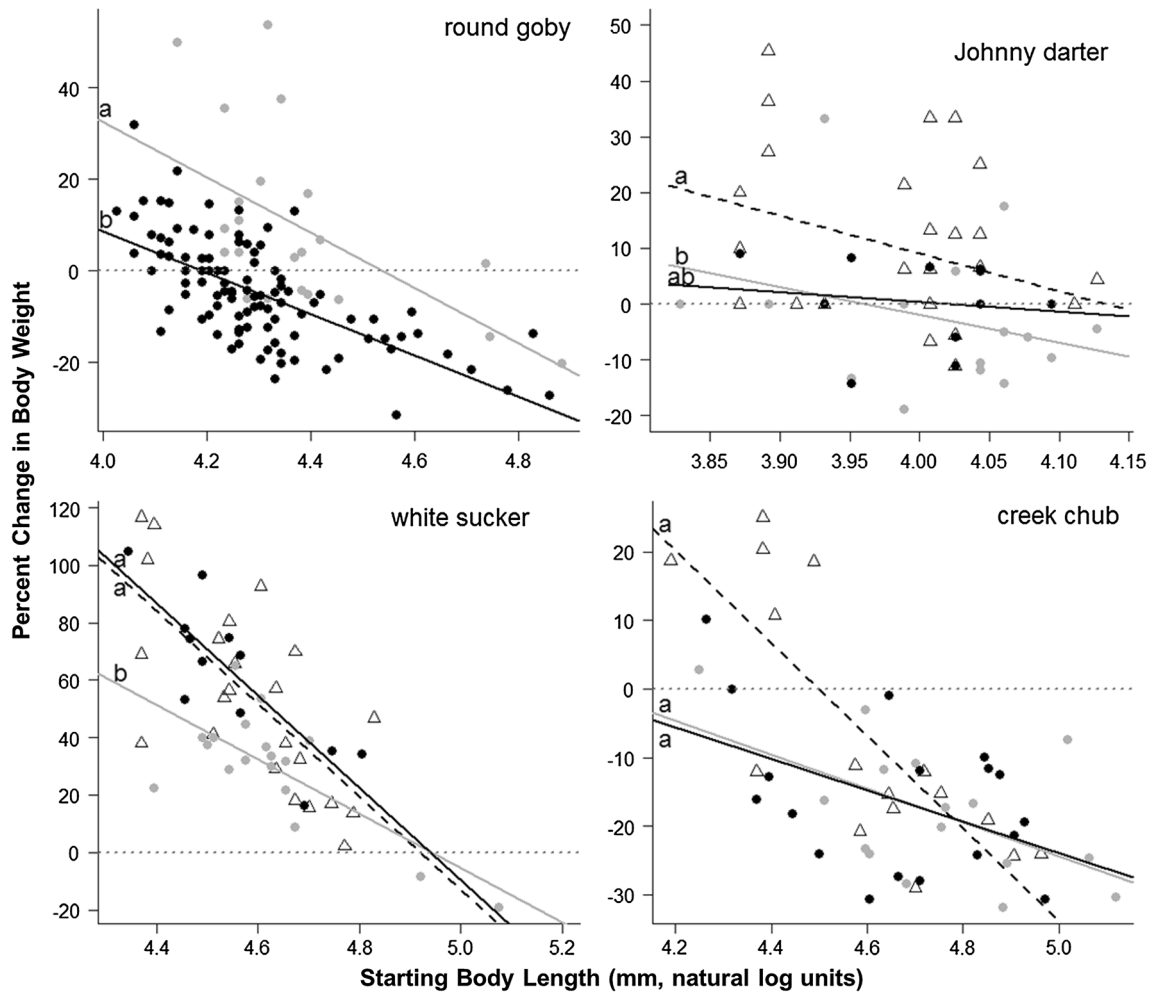 Percent Change in Body Weight
round goby
40
20
0
-20
a
b
4.0 4.2 4.4 4.6 4.8
Johnny darter
50
40
30
20
10
0
-10
-20
a
b
ab
3.85 3.90 3.95 4.00 4.05 4.10 4.15
white sucker
120
100
80
60
40
20
0
-20
a
a
b
4.4 4.6 4.8 5.0 5.2
creek chub
20
10
0
-10
-20
-30
a
a
a
4.2 4.4 4.6 4.8 5.0
Starting Body Length (mm, natural log units)